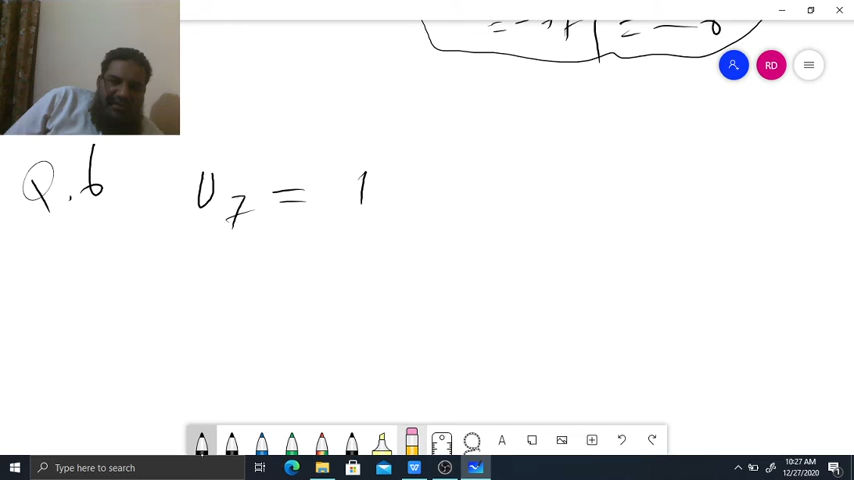 RD
Q.6 U7 = 1
A
Type here to search
W
10:27 AM
12/27/2020